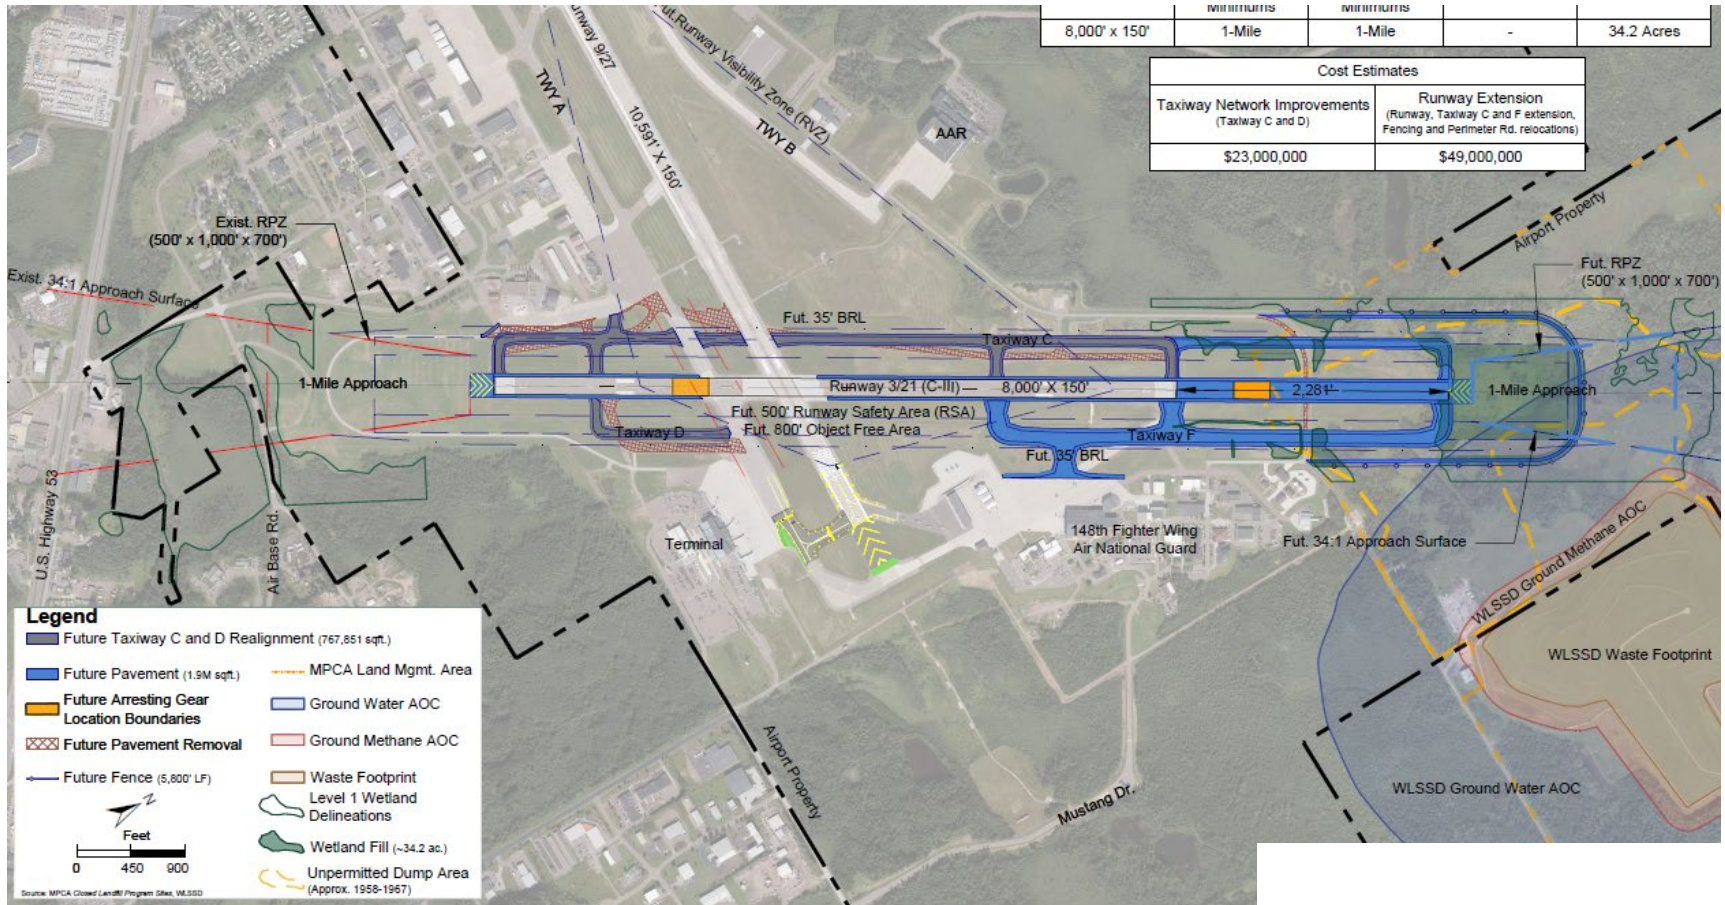 Minimums
Minimums
8,000' x 150'
1-Mile
1-Mile
-
34.2 Acres
Cost Estimates
Taxiway Network Improvements
(Taxiway C and D)
Runway Extension
(Runway, Taxiway C and F extension,
Fencing and Perimeter Rd. relocations)
$23,000,000
$49,000,000
Runway 9/27
10,591' X 150'
Fut. Runway Visibility Zone (RVZ)
TWY A
TWY B
AAR
Exist. RPZ
(500' x 1,000' x 700')
Exist. 34:1 Approach Surface
Airport Property
Fut. RPZ
(500' x 1,000' x 700')
Fut. 35' BRL
Taxiway C
1-Mile Approach
Runway 3/21 (C-III)
8,000' X 150'
2,281'
1-Mile Approach
Fut. 500' Runway Safety Area (RSA)
Fut. 800' Object Free Area
Taxiway D
Taxiway F
Fut. 35' BRL
U.S. Highway 53
Air Base Rd.
Terminal
148th Fighter Wing
Air National Guard
Fut. 34:1 Approach Surface
WLSSD Ground Methane AOC
WLSSD Waste Footprint
WLSSD Ground Water AOC
Airport Property
Mustang Dr.
Legend
Future Taxiway C and D Realignment (767,851 sqft.)
Future Pavement (1.9M sqft.)
Future Arresting Gear
Location Boundaries
Future Pavement Removal
Future Fence (5,800' LF)
MPCA Land Mgmt. Area
Ground Water AOC
Ground Methane AOC
Waste Footprint
Level 1 Wetland
Delineations
Wetland Fill (~34.2 ac.)
Unpermitted Dump Area
(Approx. 1958-1967)
N
Feet
0 450 900
Source: MPCA Closed Landfill Program Sites, WLSSD